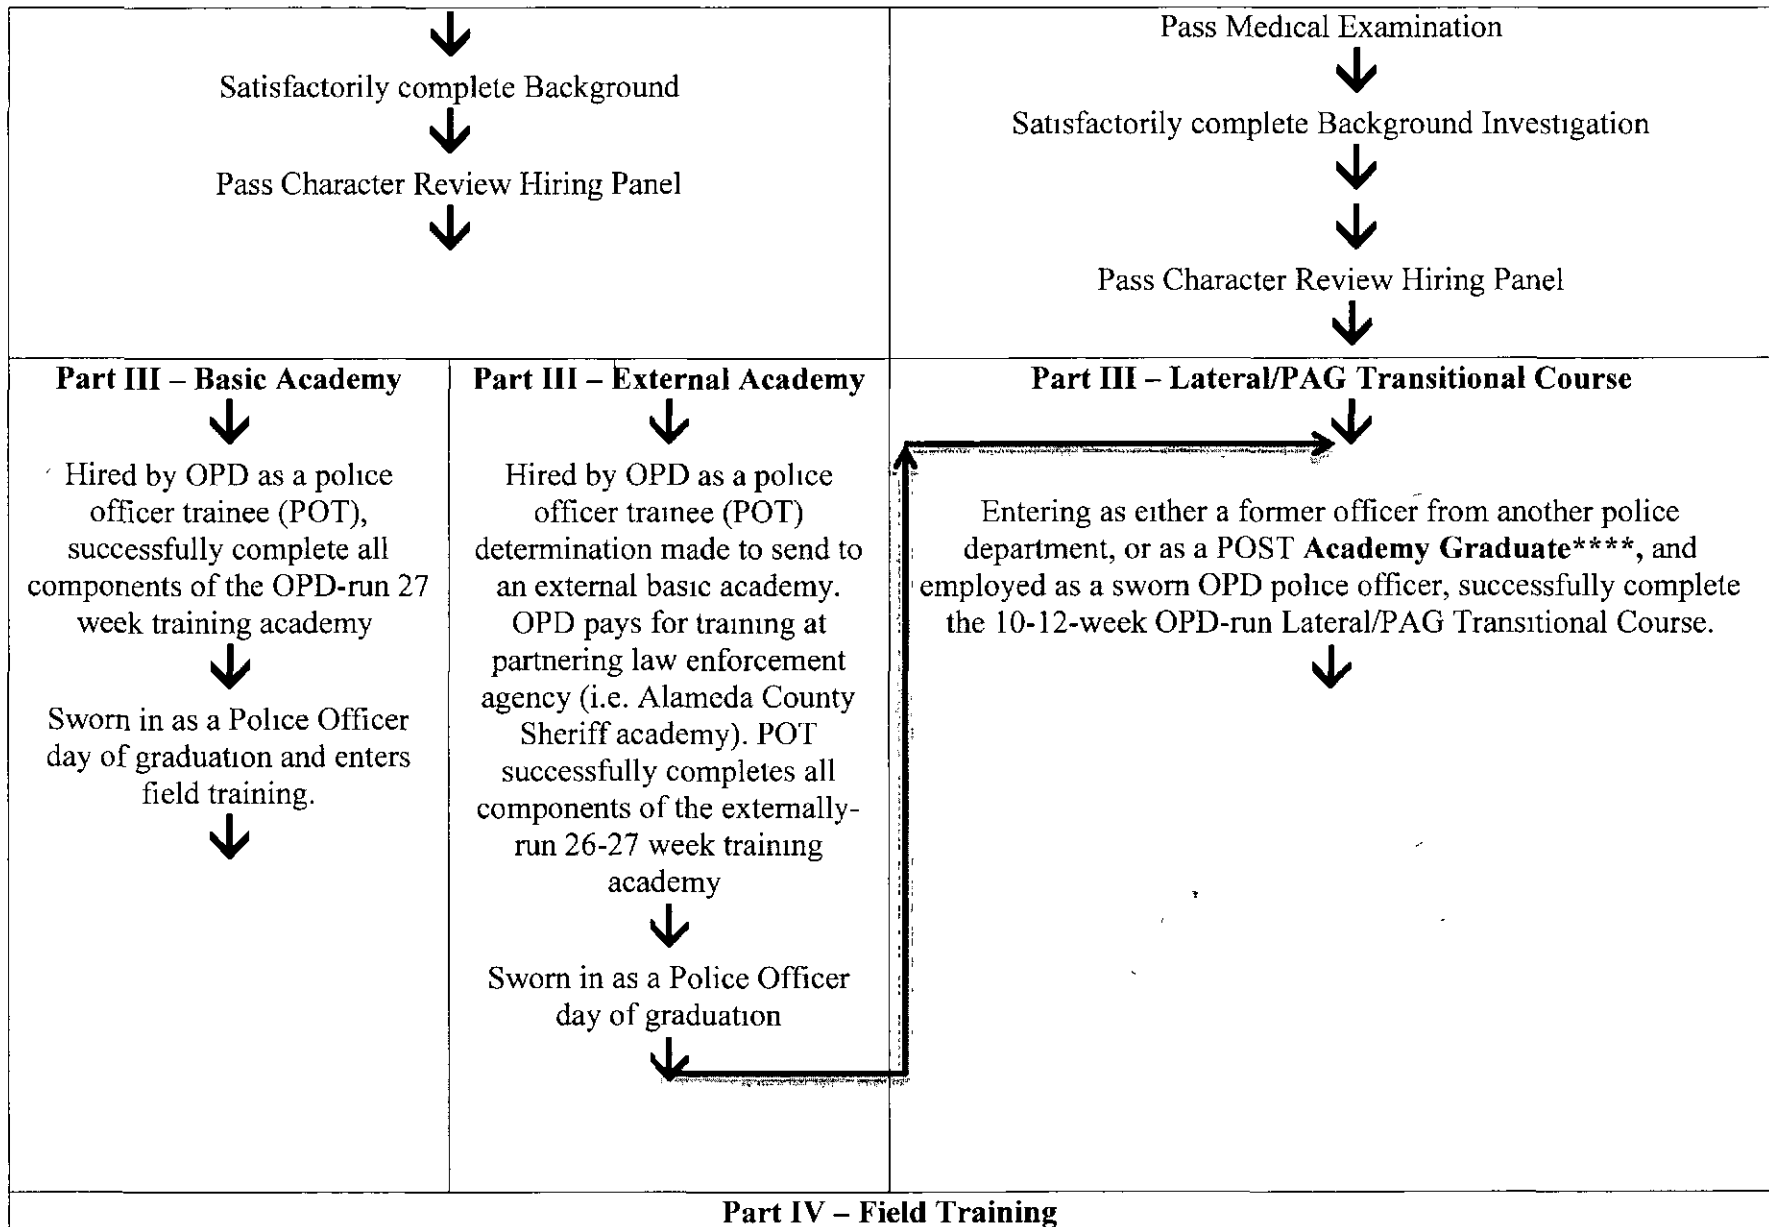 Satisfactorily complete Background
Pass Character Review Hiring Panel
Pass Medical Examination
Satisfactorily complete Background Investigation
Pass Character Review Hiring Panel
Part III – Basic Academy
Hired by OPD as a police
officer trainee (POT),
successfully complete all
components of the OPD-run 27
week training academy
Sworn in as a Police Officer
day of graduation and enters
field training.
Part III – External Academy
Hired by OPD as a police
officer trainee (POT)
determination made to send to
an external basic academy.
OPD pays for training at
partnering law enforcement
agency (i.e. Alameda County
Sheriff academy). POT
successfully completes all
components of the externally-
run 26-27 week training
academy
Sworn in as a Police Officer
day of graduation
Part III – Lateral/PAG Transitional Course
Entering as either a former officer from another police
department, or as a POST Academy Graduate****, and
employed as a sworn OPD police officer, successfully complete
the 10-12-week OPD-run Lateral/PAG Transitional Course.
Part IV – Field Training